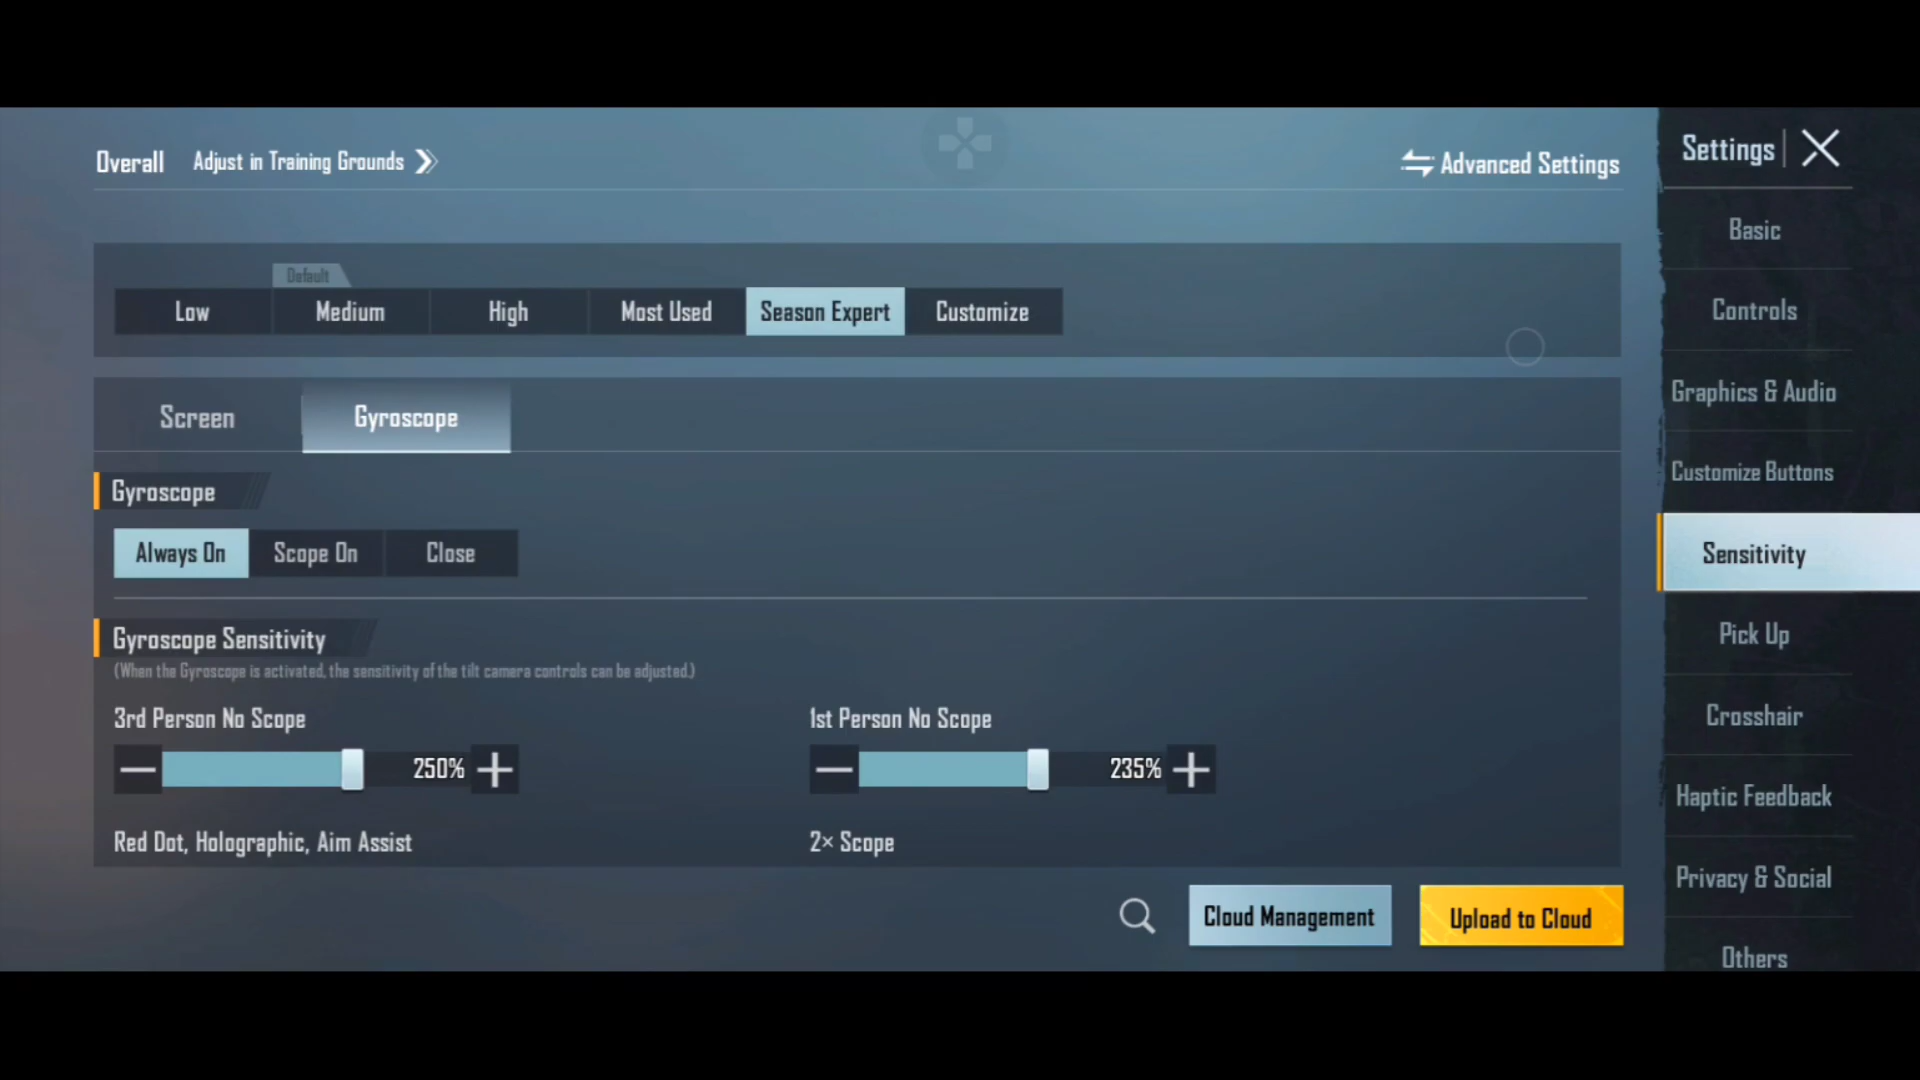 Overall Adjust in Training Grounds
Advanced Settings
Settings
Default
Low Medium High Most Used Season Expert Customize
Screen Gyroscope
Gyroscope
Always On Scope On Close
Gyroscope Sensitivity
(When the Gyroscope is activated, the sensitivity of the tilt camera controls can be adjusted.)
3rd Person No Scope
250%
1st Person No Scope
235%
Red Dot, Holographic, Aim Assist
2× Scope
Cloud Management
Upload to Cloud
Basic
Controls
Graphics & Audio
Customize Buttons
Sensitivity
Pick Up
Crosshair
Haptic Feedback
Privacy & Social
Others